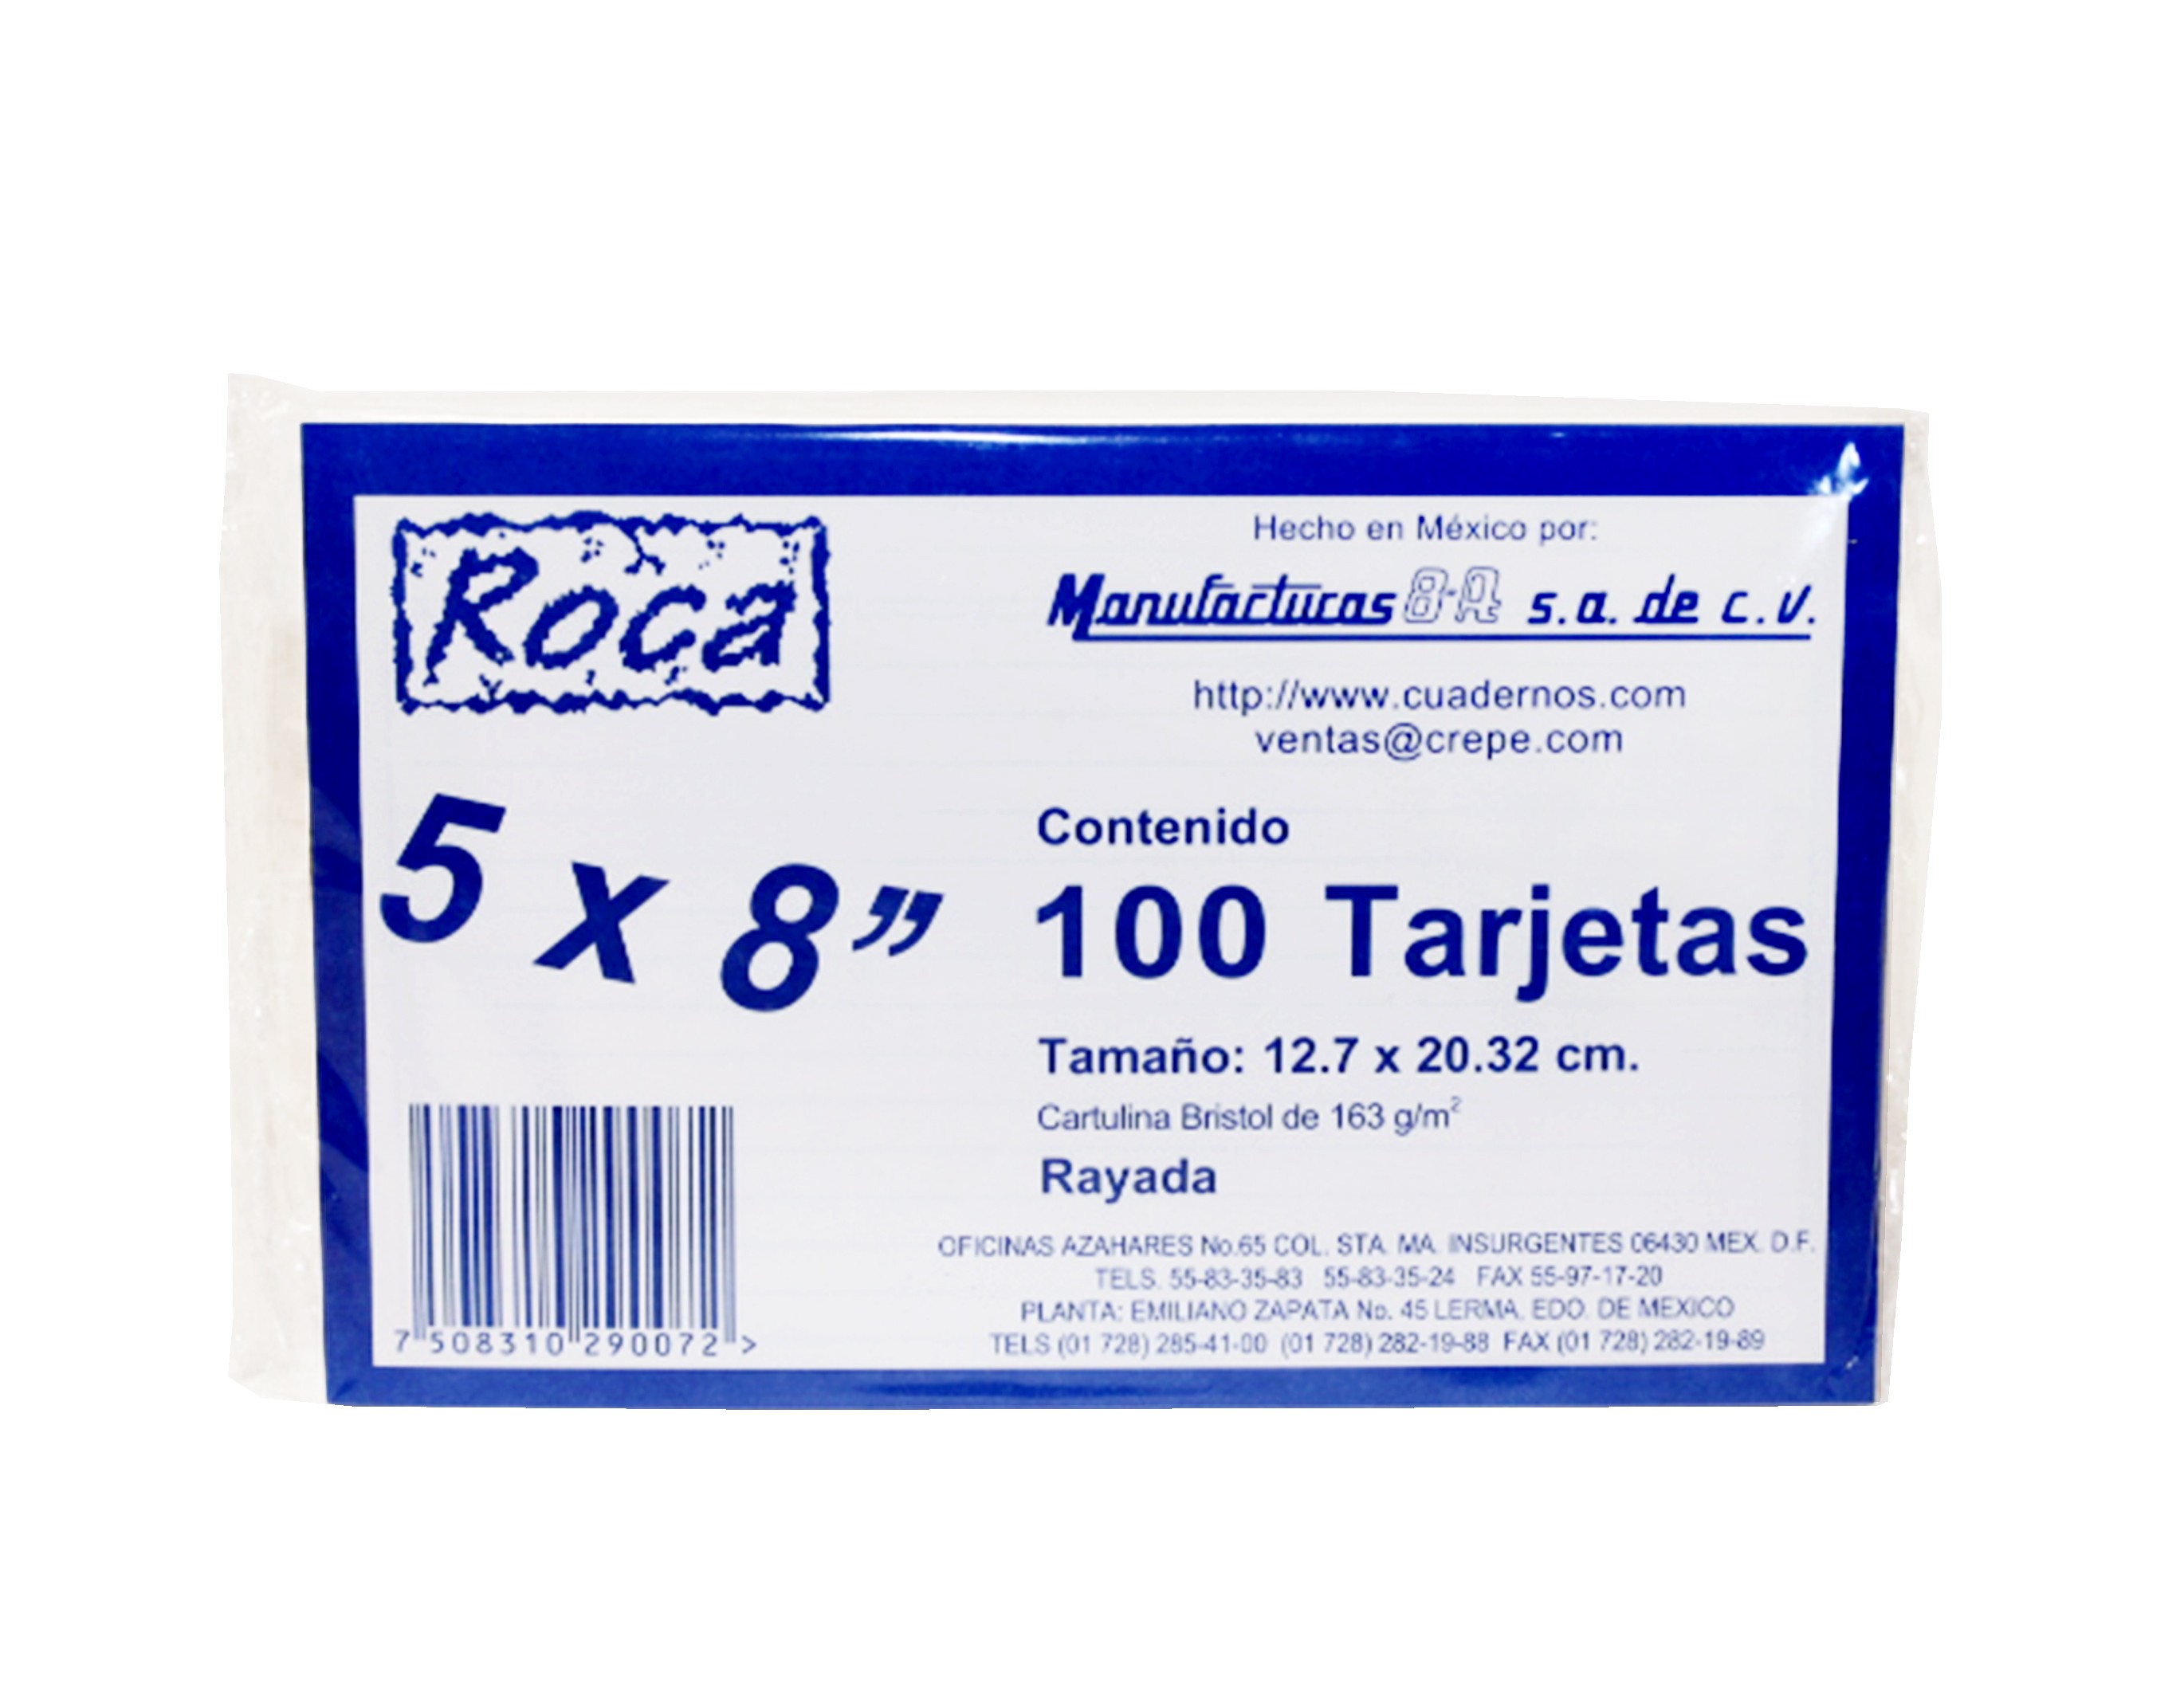 Roca
Hecho en México por:
Manufacturas 8-A s.a. de c.v.
http://www.cuadernos.com
ventas@crepe.com
5 x 8”
Contenido
100 Tarjetas
Tamaño: 12.7 x 20.32 cm.
Cartulina Bristol de 163 g/m²
Rayada
7 508310 290072 >
OFICINAS AZAHARES No.65 COL. STA. MA. INSURGENTES 06430 MEX. D.F.
TELS. 55-83-35-83 55-83-35-24 FAX 55-97-17-20
PLANTA: EMILIANO ZAPATA No. 45 LERMA, EDO. DE MEXICO
TELS (01 728) 285-41-00 (01 728) 282-19-88 FAX (01 728) 282-19-89